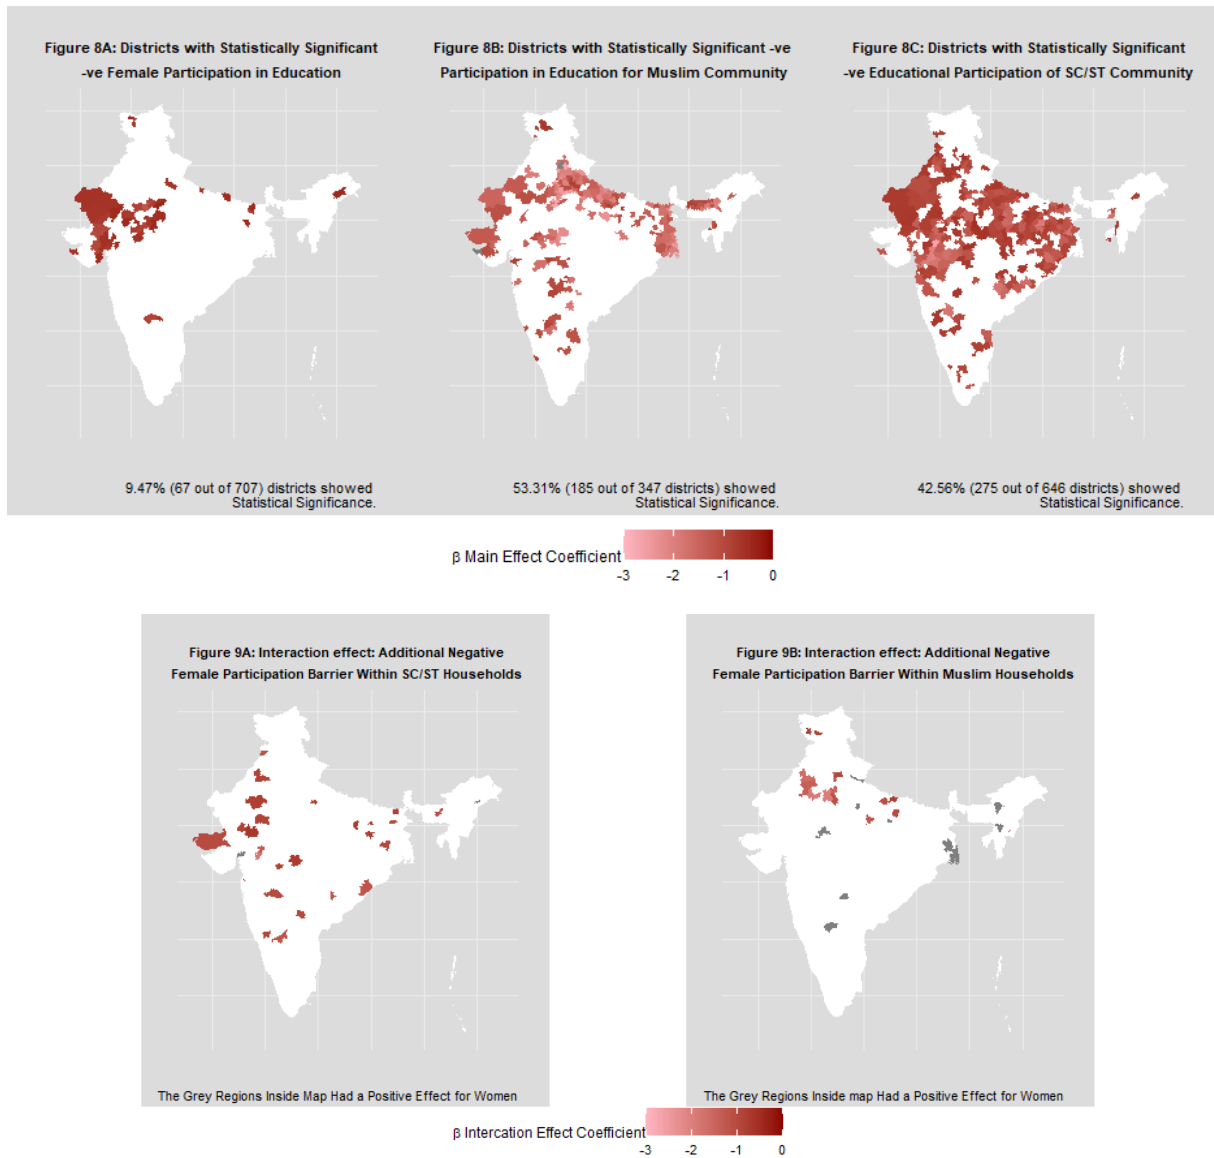 Figure 8A: Districts with Statistically Significant
-ve Female Participation in Education
Figure 8B: Districts with Statistically Significant -ve
Participation in Education for Muslim Community
Figure 8C: Districts with Statistically Significant
-ve Educational Participation of SC/ST Community
9.47% (67 out of 707) districts showed
Statistical Significance.
53.31% (185 out of 347 districts) showed
Statistical Significance.
42.56% (275 out of 646 districts) showed
Statistical Significance.
β Main Effect Coefficient
-3 -2 -1 0
Figure 9A: Interaction effect: Additional Negative
Female Participation Barrier Within SC/ST Households
Figure 9B: Interaction effect: Additional Negative
Female Participation Barrier Within Muslim Households
The Grey Regions Inside Map Had a Positive Effect for Women
The Grey Regions Inside map Had a Positive Effect for Women
β Intercation Effect Coefficient
-3 -2 -1 0